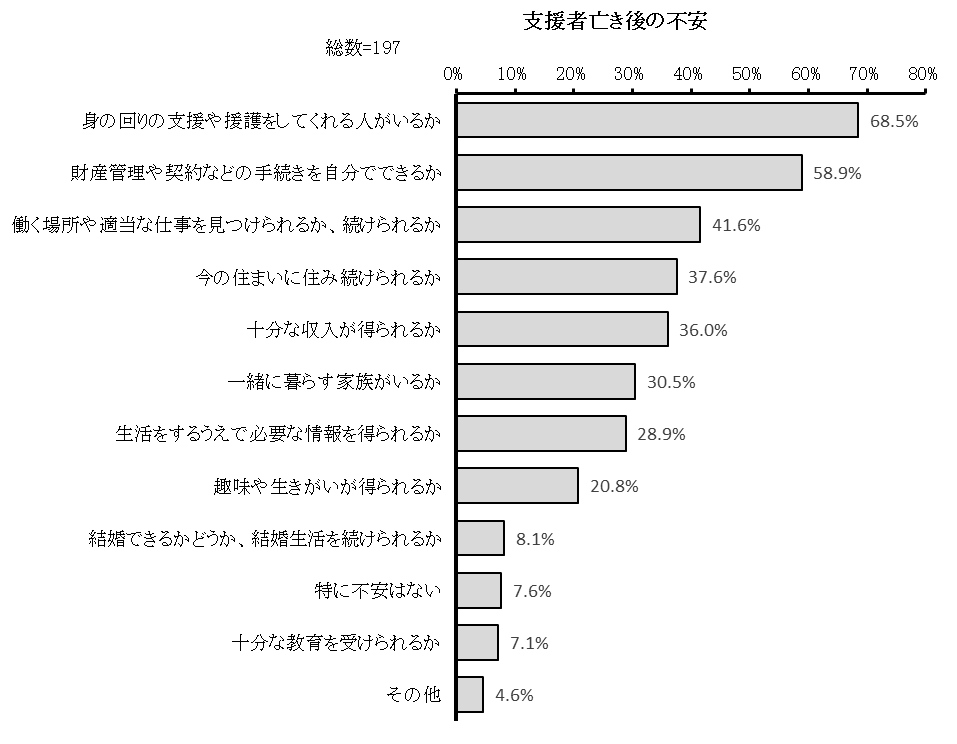 支援者亡き後の不安
総数=197
0% 10% 20% 30% 40% 50% 60% 70% 80%
身の回りの支援や援護をしてくれる人がいるか 68.5%
財産管理や契約などの手続きを自分でできるか 58.9%
働く場所や適当な仕事を見つけられるか、続けられるか 41.6%
今の住まいに住み続けられるか 37.6%
十分な収入が得られるか 36.0%
一緒に暮らす家族がいるか 30.5%
生活をするうえで必要な情報を得られるか 28.9%
趣味や生きがいが得られるか 20.8%
結婚できるかどうか、結婚生活を続けられるか 8.1%
特に不安はない 7.6%
十分な教育を受けられるか 7.1%
その他 4.6%